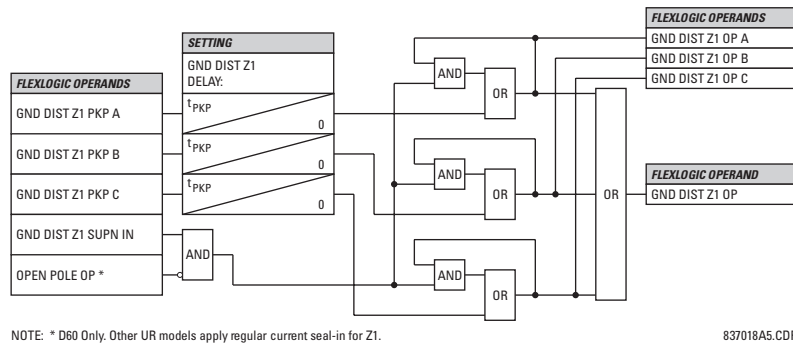 FLEXLOGIC OPERANDS
GND DIST Z1 PKP A
GND DIST Z1 PKP B
GND DIST Z1 PKP C
GND DIST Z1 SUPN IN
OPEN POLE OP *
SETTING
GND DIST Z1
DELAY:
tPKP
0
tPKP
0
tPKP
0
AND
AND
OR
AND
OR
AND
OR
OR
FLEXLOGIC OPERANDS
GND DIST Z1 OP A
GND DIST Z1 OP B
GND DIST Z1 OP C
FLEXLOGIC OPERAND
GND DIST Z1 OP
NOTE: * D60 Only. Other UR models apply regular current seal-in for Z1.
837018A5.CDR